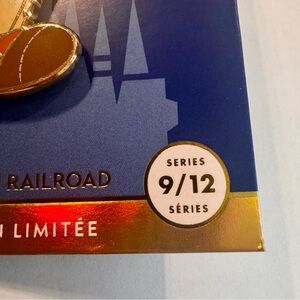 RAILROAD
LIMITÉE
SERIES
9/12
SÉRIES